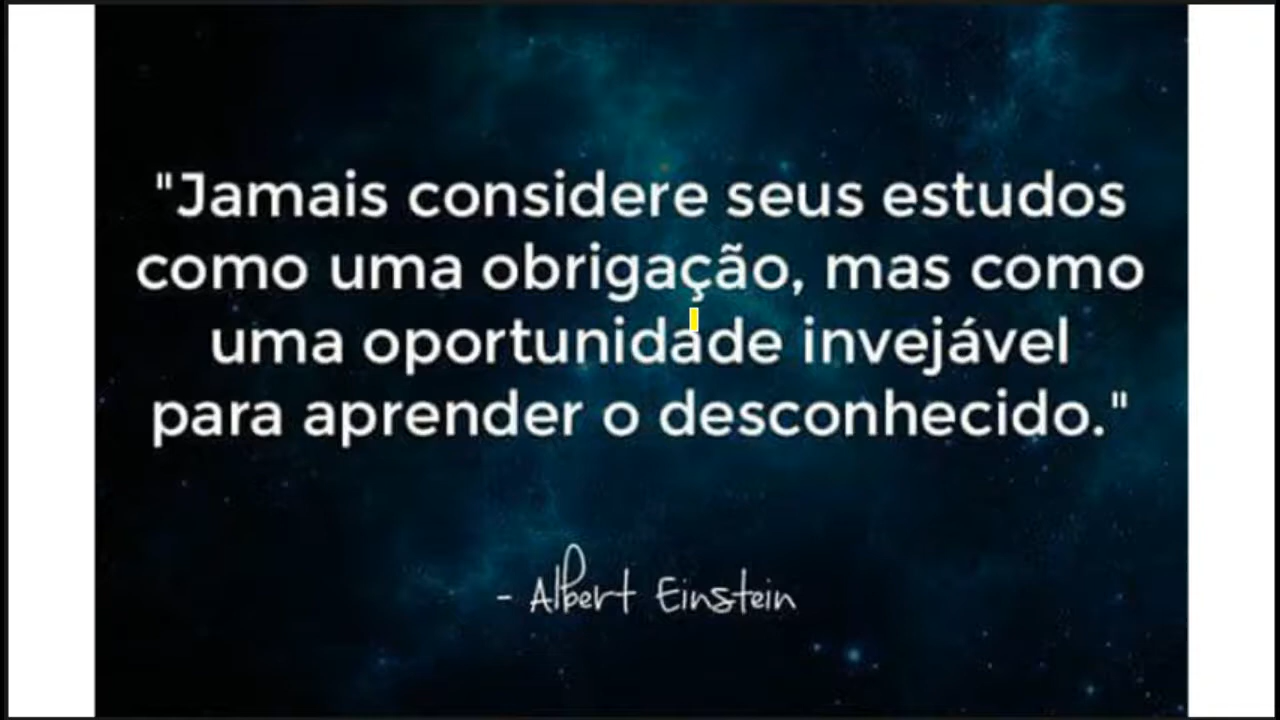 "Jamais considere seus estudos
como uma obrigação, mas como
uma oportunidade invejável
para aprender o desconhecido."
- Albert Einstein